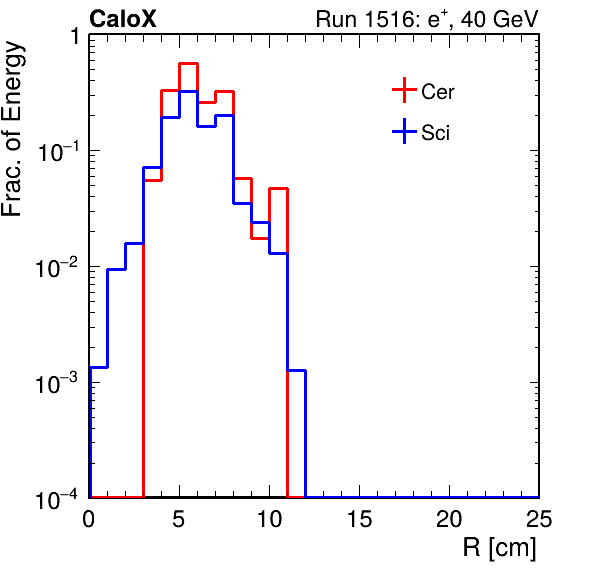 CaloX Run 1516: e⁺, 40 GeV
Frac. of Energy
1
10⁻¹
10⁻²
10⁻³
10⁻⁴
Cer
Sci
0 5 10 15 20 25
R [cm]